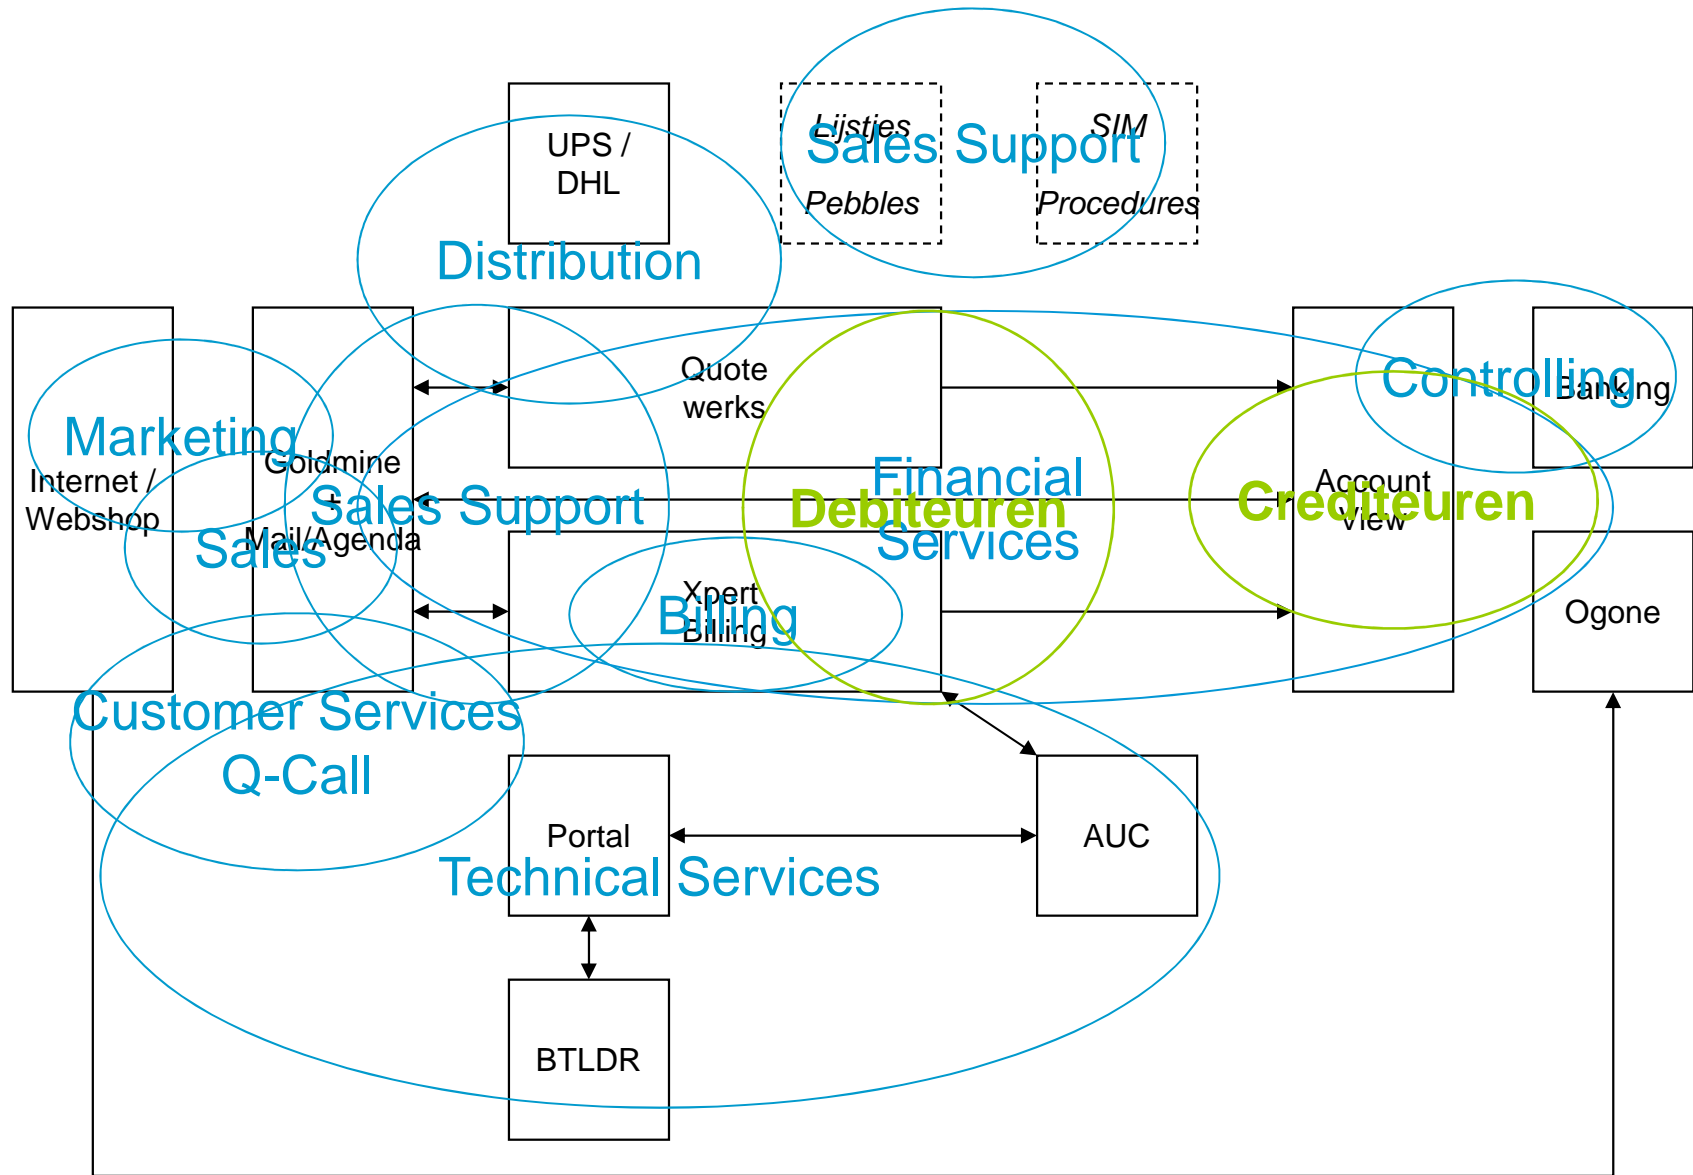 UPS /
DHL
Lijstjes
Pebbles
SIM
Procedures
Sales Support
Distribution
Quote
werks
Controlling
Banking
Marketing
Internet /
Webshop
Goldmine
+
Mail/Agenda
Sales Support
Sales
Financial
Services
Debiteuren
Account
View
Crediteuren
Xpert
Billing
Billing
Ogone
Customer Services
Q-Call
Portal
AUC
Technical Services
BTLDR